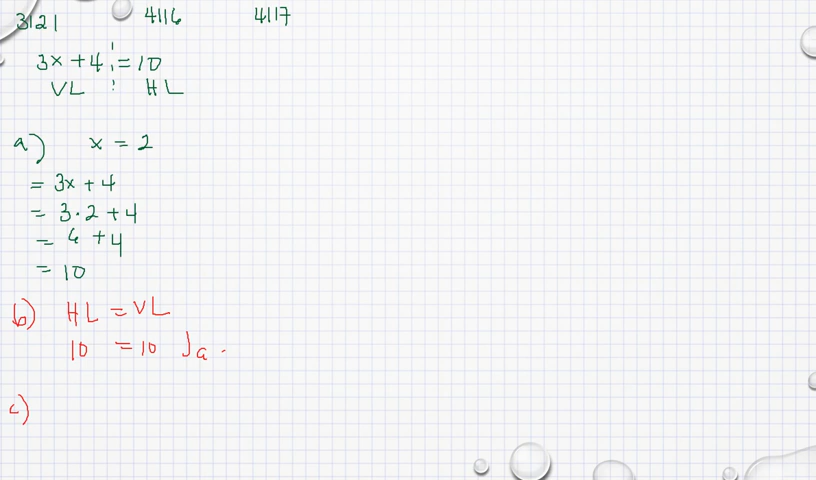 3121 4116 4117
3x + 4 = 10
VL HL
a) x = 2
= 3x + 4
= 3 · 2 + 4
= 6 + 4
= 10
b) HL = VL
10 = 10 Ja.
c)